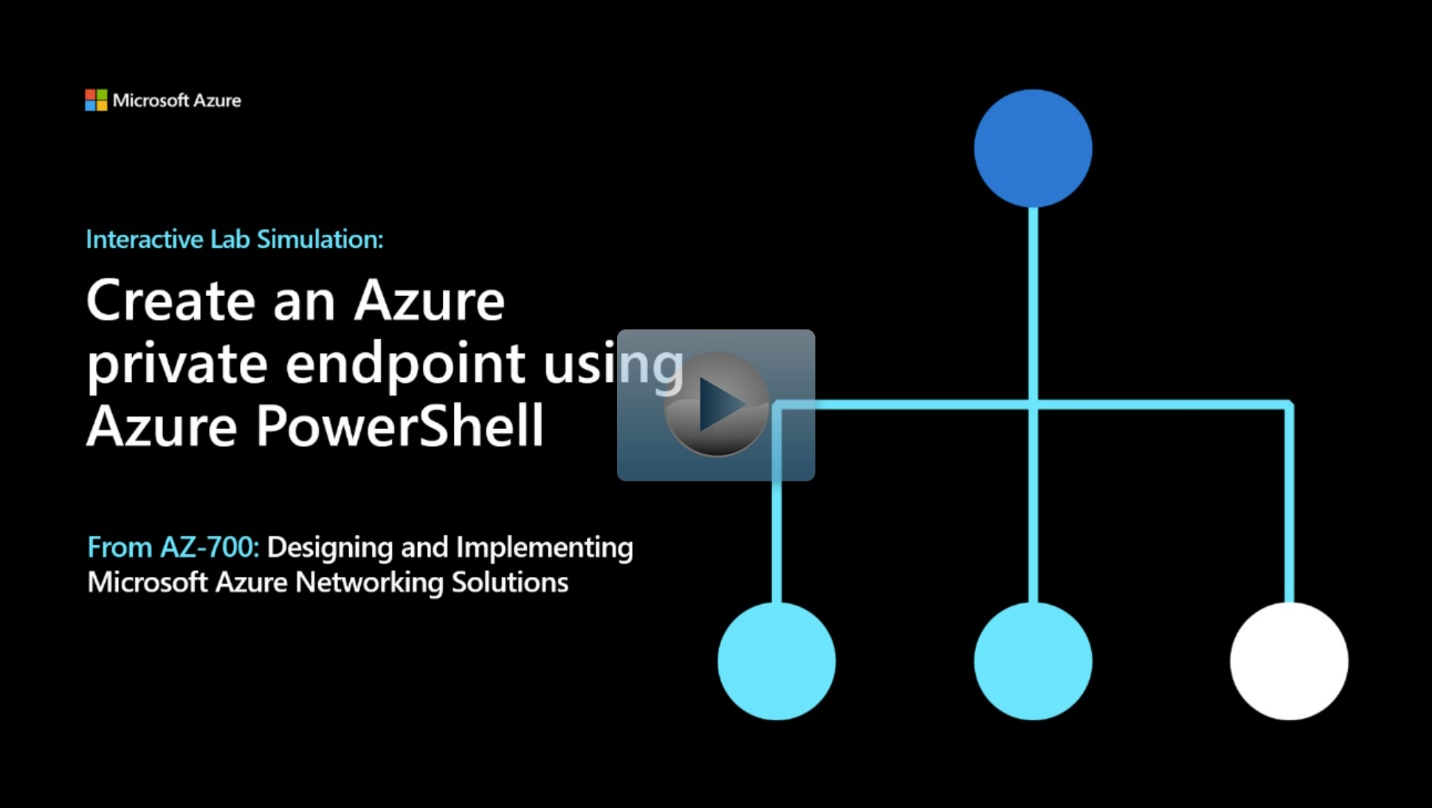 Microsoft Azure
Interactive Lab Simulation:
Create an Azure
private endpoint using
Azure PowerShell
From AZ-700: Designing and Implementing
Microsoft Azure Networking Solutions